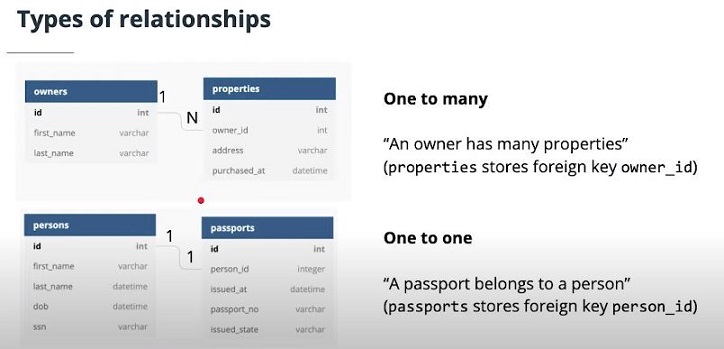 Types of relationships
owners
id int
first_name varchar
last_name varchar
1
N
properties
id int
owner_id int
address varchar
purchased_at datetime
One to many
“An owner has many properties”
(properties stores foreign key owner_id)
persons
id int
first_name varchar
last_name datetime
dob varchar
ssn varchar
1
1
passports
id int
person_id integer
issued_at datetime
passport_no varchar
issued_state varchar
One to one
“A passport belongs to a person”
(passports stores foreign key person_id)